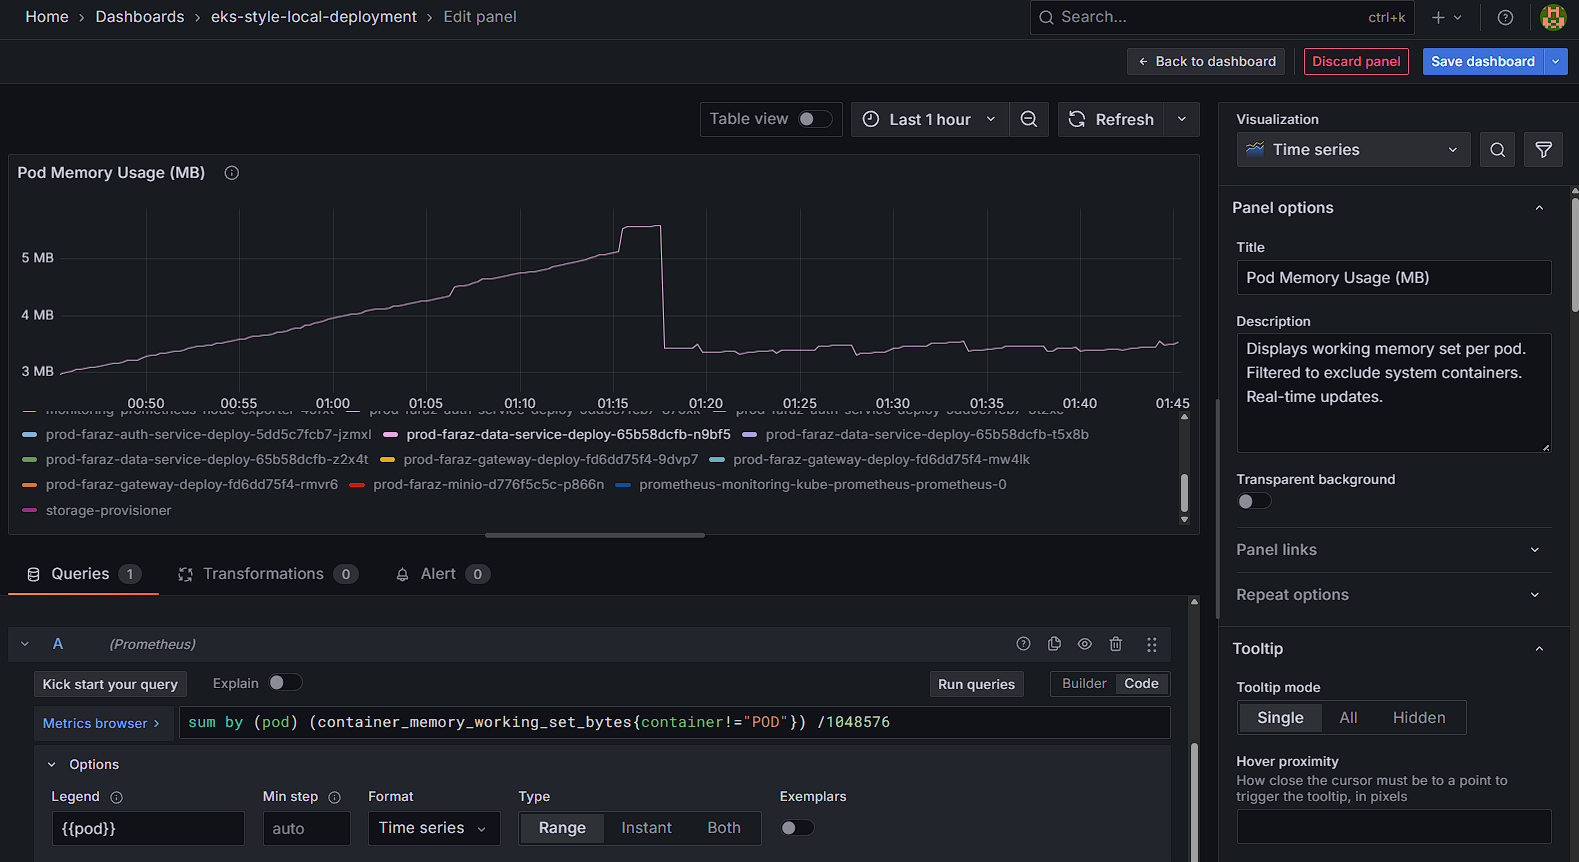 Home › Dashboards › eks-style-local-deployment › Edit panel
Search... ctrl+k
Back to dashboard
Discard panel
Save dashboard
Table view
Last 1 hour
Refresh
Pod Memory Usage (MB)
5 MB
4 MB
3 MB
00:50 00:55 01:00 01:05 01:10 01:15 01:20 01:25 01:30 01:35 01:40 01:45
prod-faraz-auth-service-deploy-5dd5c7fcb7-jzmxl prod-faraz-data-service-deploy-65b58dcfb-n9bf5 prod-faraz-data-service-deploy-65b58dcfb-t5x8b
prod-faraz-data-service-deploy-65b58dcfb-z2x4t prod-faraz-gateway-deploy-fd6dd75f4-9dvp7 prod-faraz-gateway-deploy-fd6dd75f4-mw4lk
prod-faraz-gateway-deploy-fd6dd75f4-rmvr6 prod-faraz-minio-d776f5c5c-p866n prometheus-monitoring-kube-prometheus-prometheus-0
storage-provisioner
Queries 1
Transformations 0
Alert 0
A (Prometheus)
Kick start your query
Explain
Run queries
Builder
Code
Metrics browser ›
sum by (pod) (container_memory_working_set_bytes{container!="POD"}) /1048576
Options
Legend
{{pod}}
Min step
auto
Format
Time series
Type
Range
Instant
Both
Exemplars
Visualization
Time series
Panel options
Title
Pod Memory Usage (MB)
Description
Displays working memory set per pod.
Filtered to exclude system containers.
Real-time updates.
Transparent background
Panel links
Repeat options
Tooltip
Tooltip mode
Single
All
Hidden
Hover proximity
How close the cursor must be to a point to
trigger the tooltip, in pixels